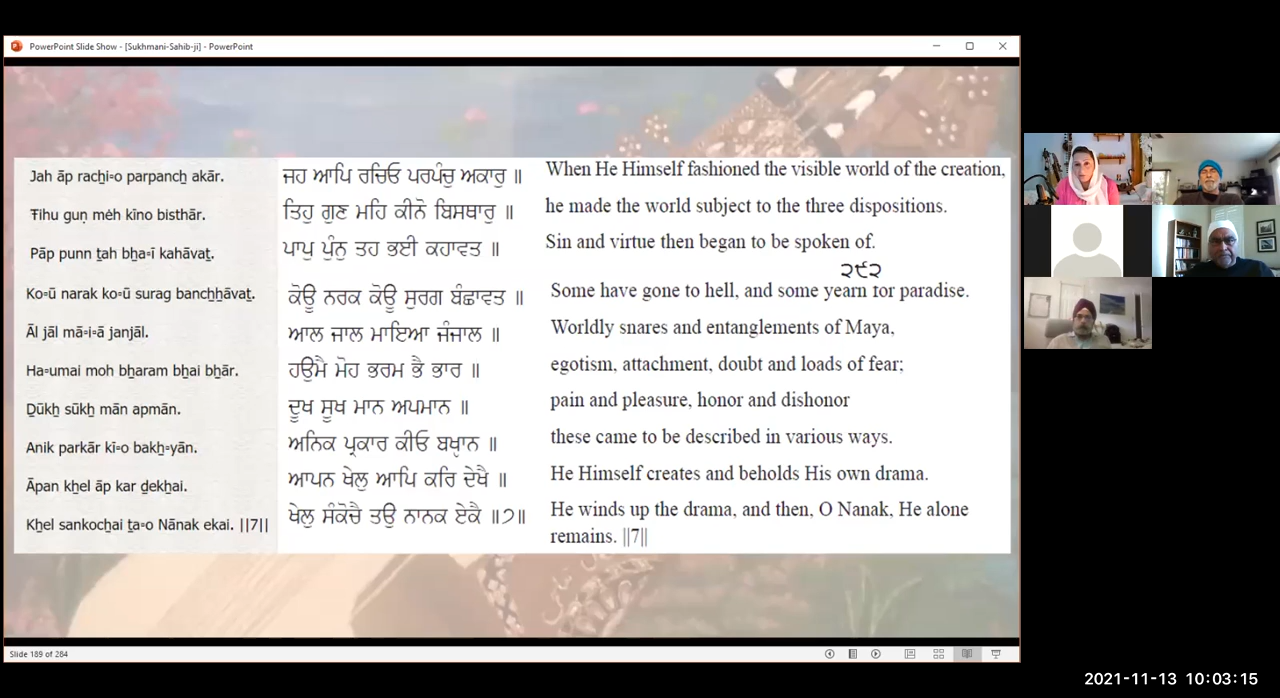 PowerPoint Slide Show - [Sukhmani-Sahib-ji] - PowerPoint
Jah āp racẖi▫o parpancẖ akār.
Ŧihu guṇ mėh kīno bisthār.
Pāp punn ṯah bẖa▫ī kahāvaṯ.
Ko▫ū narak ko▫ū surag bancẖẖāvaṯ.
Āl jāl mā▫i▫ā janjāl.
Ha▫umai moh bẖaram bẖai bẖār.
Ḏūkẖ sūkẖ mān apmān.
Anik parkār kī▫o bakẖ▫yān.
Āpan kẖel āp kar ḏekẖai.
Kẖel sankocẖai ṯa▫o Nānak ekai. ||7||
ਜਹ ਆਪਿ ਰਚਿਓ ਪਰਪੰਚੁ ਅਕਾਰੁ ॥
ਤਿਹੁ ਗੁਣ ਮਹਿ ਕੀਨੋ ਬਿਸਥਾਰੁ ॥
ਪਾਪੁ ਪੁੰਨੁ ਤਹ ਭਈ ਕਹਾਵਤ ॥
ਕੋਊ ਨਰਕ ਕੋਊ ਸੁਰਗ ਬੰਛਾਵਤ ॥
ਆਲ ਜਾਲ ਮਾਇਆ ਜੰਜਾਲ ॥
ਹਉਮੈ ਮੋਹ ਭਰਮ ਭੈ ਭਾਰ ॥
ਦੂਖ ਸੂਖ ਮਾਨ ਅਪਮਾਨ ॥
ਅਨਿਕ ਪ੍ਰਕਾਰ ਕੀਓ ਬਖ੍ਯਾਨ ॥
ਆਪਨ ਖੇਲੁ ਆਪਿ ਕਰਿ ਦੇਖੈ ॥
ਖੇਲੁ ਸੰਕੋਚੈ ਤਉ ਨਾਨਕ ਏਕੈ ॥੭॥
When He Himself fashioned the visible world of the creation,
he made the world subject to the three dispositions.
Sin and virtue then began to be spoken of.
੨੯੨
Some have gone to hell, and some yearn for paradise.
Worldly snares and entanglements of Maya,
egotism, attachment, doubt and loads of fear;
pain and pleasure, honor and dishonor
these came to be described in various ways.
He Himself creates and beholds His own drama.
He winds up the drama, and then, O Nanak, He alone
remains. ||7||
Slide 189 of 284
2021-11-13 10:03:15